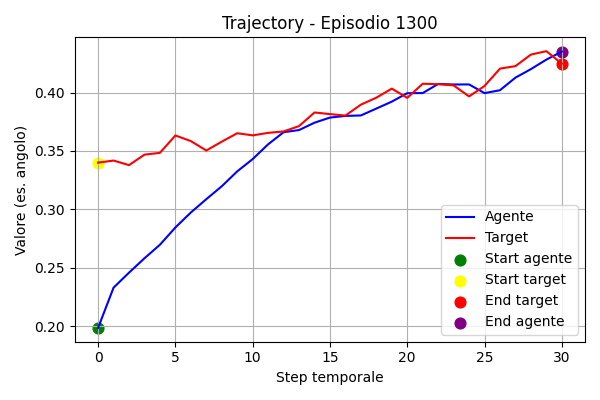 Trajectory - Episodio 1300
Valore (es. angolo)
0.40
0.35
0.30
0.25
0.20
0
5
10
15
20
25
30
Step temporale
Agente
Target
Start agente
Start target
End target
End agente